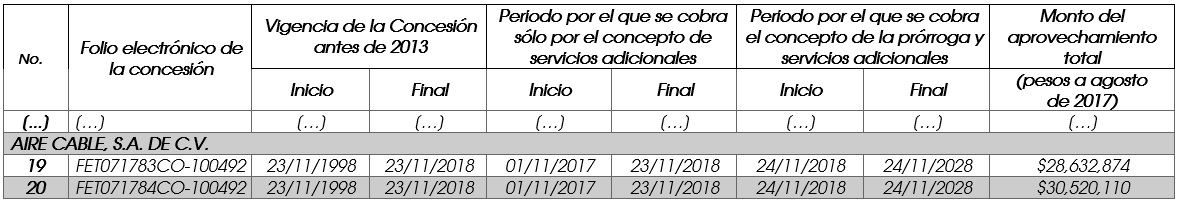 No.
Folio electrónico de
la concesión
Vigencia de la Concesión
antes de 2013
Periodo por el que se cobra
sólo por el concepto de
servicios adicionales
Periodo por el que se cobra
el concepto de la prórroga y
servicios adicionales
Monto del
aprovechamiento
total
Inicio Final Inicio Final Inicio Final (pesos a agosto
de 2017)
(...) (...) (...) (...) (...) (...) (...) (...) (...)
AIRE CABLE, S.A. DE C.V.
19 FET071783CO-100492 23/11/1998 23/11/2018 01/11/2017 23/11/2018 24/11/2018 24/11/2028 $28,632,874
20 FET071784CO-100492 23/11/1998 23/11/2018 01/11/2017 23/11/2018 24/11/2018 24/11/2028 $30,520,110